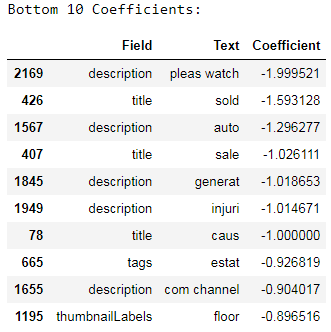 Bottom 10 Coefficients:
Field Text Coefficient
2169 description pleas watch -1.999521
426 title sold -1.593128
1567 description auto -1.296277
407 title sale -1.026111
1845 description generat -1.018653
1949 description injuri -1.014671
78 title caus -1.000000
665 tags estat -0.926819
1655 description com channel -0.904017
1195 thumbnailLabels floor -0.896516